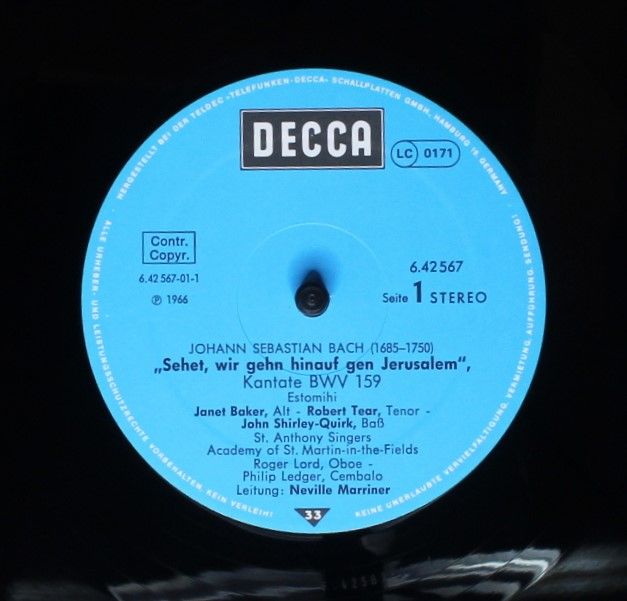 HERGESTELLT BEI DER TELDEC »TELEFUNKEN-DECCA« SCHALLPLATTEN GMBH, HAMBURG 19 GERMANY
DECCA
LC 0171
Contr.
Copyr.
6.42 567-01-1
℗ 1966
6.42567
Seite 1 STEREO
JOHANN SEBASTIAN BACH (1685–1750)
„Sehet, wir gehn hinauf gen Jerusalem“,
Kantate BWV 159
Estomihi
Janet Baker, Alt - Robert Tear, Tenor -
John Shirley-Quirk, Baß
St. Anthony Singers
Academy of St. Martin-in-the-Fields
Roger Lord, Oboe -
Philip Ledger, Cembalo
Leitung: Neville Marriner
33
ALLE URHEBER- UND LEISTUNGSSCHUTZRECHTE VORBEHALTEN. KEIN VERLEIH!
KEINE UNERLAUBTE VERVIELFÄLTIGUNG, VERMIETUNG, AUFFÜHRUNG, SENDUNG!